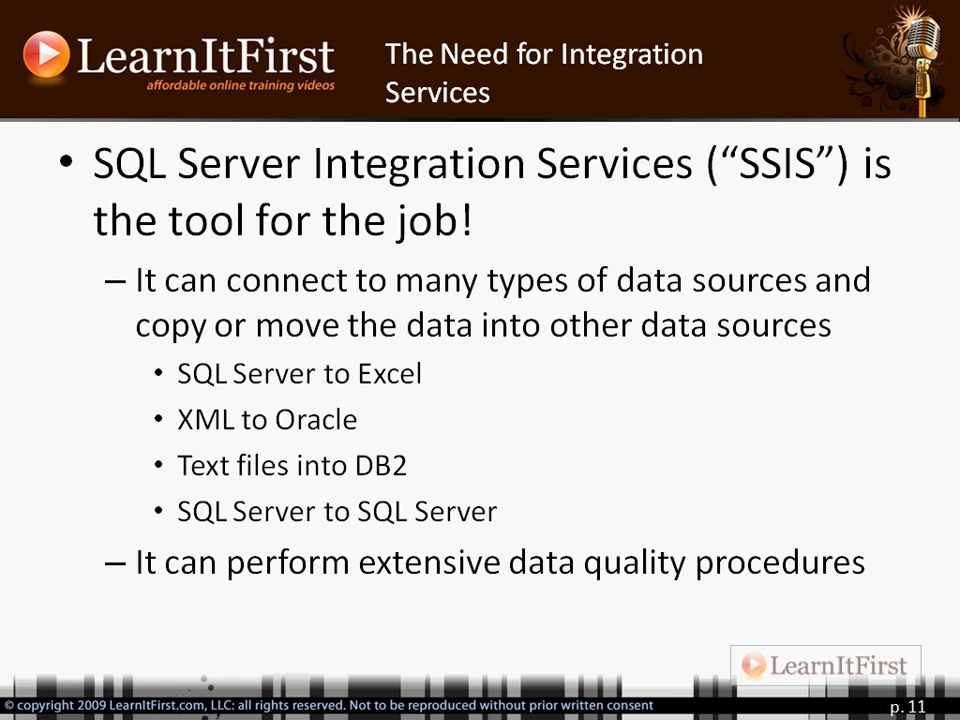 LearnItFirst
affordable online training videos
The Need for Integration
Services
• SQL Server Integration Services (“SSIS”) is
the tool for the job!
– It can connect to many types of data sources and
copy or move the data into other data sources
• SQL Server to Excel
• XML to Oracle
• Text files into DB2
• SQL Server to SQL Server
– It can perform extensive data quality procedures
LearnItFirst
© copyright 2009 LearnItFirst.com, LLC: all rights reserved. Not to be reproduced without prior written consent
p. 11